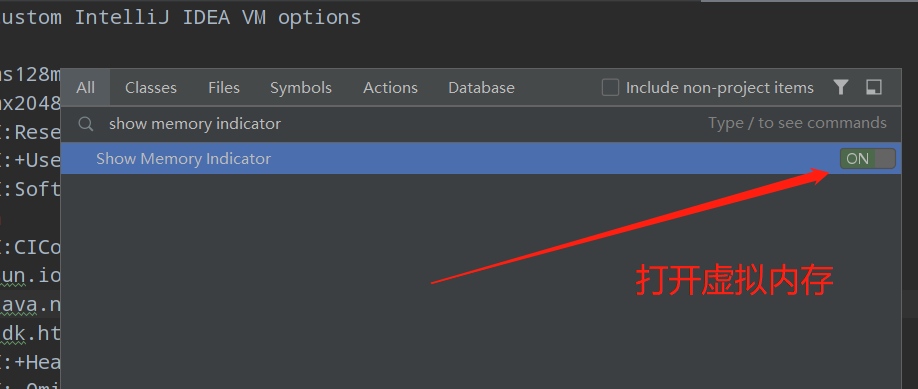 ustom IntelliJ IDEA VM options
ms128m
All Classes Files Symbols Actions Database Include non-project items
mx2048
show memory indicator Type / to see commands
:Rese
Show Memory Indicator ON
:+Use
:Soft
:CICo
un.io
打开虚拟内存
ava.n
dk.ht
:+Hea